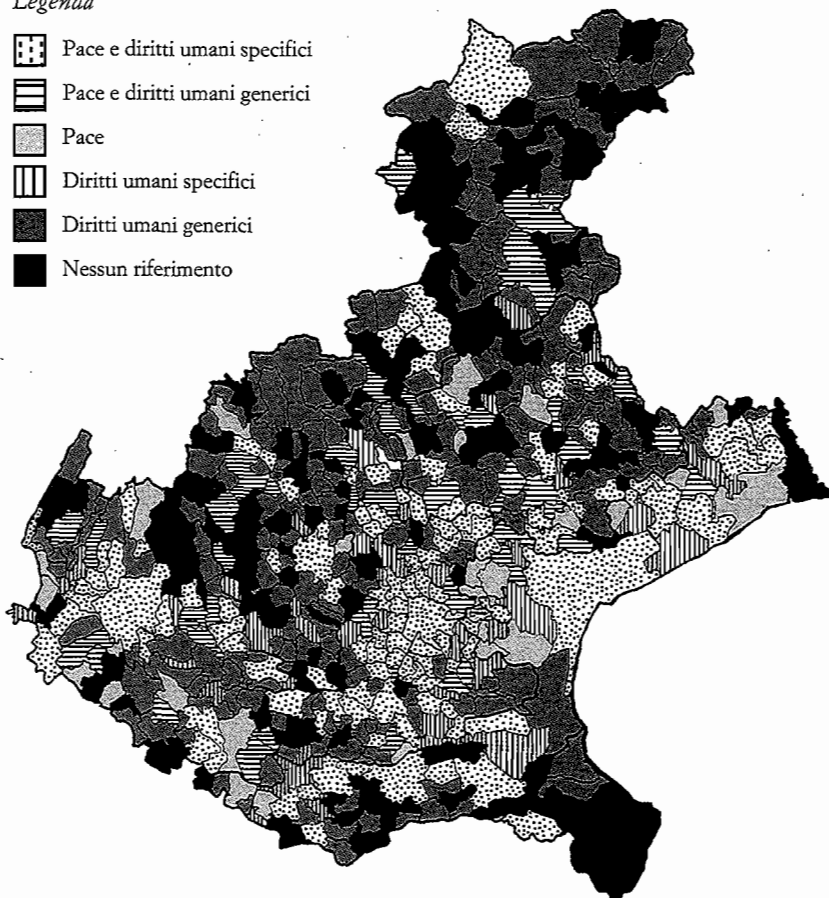 Legenda
Pace e diritti umani specifici
Pace e diritti umani generici
Pace
Diritti umani specifici
Diritti umani generici
Nessun riferimento